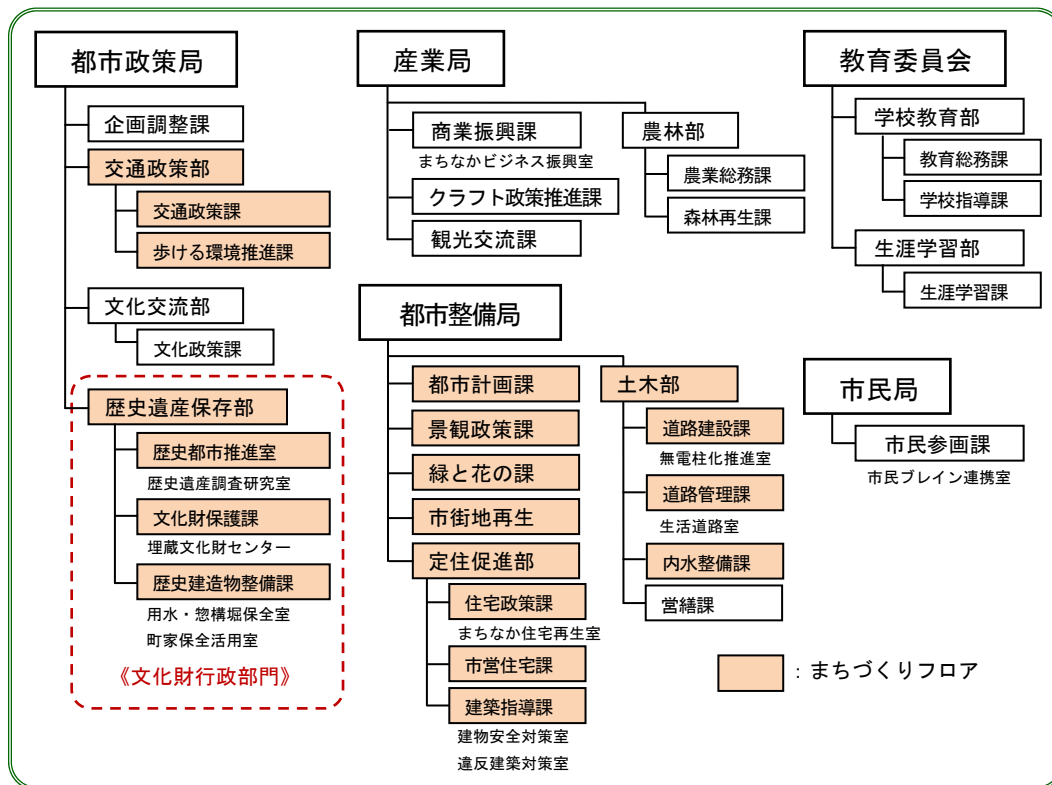 都市政策局
企画調整課
交通政策部
交通政策課
歩ける環境推進課
文化交流部
文化政策課
歴史遺産保存部
歴史都市推進室
歴史遺産調査研究室
文化財保護課
埋蔵文化財センター
歴史建造物整備課
用水・惣構堀保全室
町家保全活用室
《文化財行政部門》
産業局
商業振興課
まちなかビジネス振興室
クラフト政策推進課
観光交流課
農林部
農業総務課
森林再生課
都市整備局
都市計画課
景観政策課
緑と花の課
市街地再生
定住促進部
住宅政策課
まちなか住宅再生室
市営住宅課
建築指導課
建物安全対策室
違反建築対策室
土木部
道路建設課
無電柱化推進室
道路管理課
生活道路室
内水整備課
営繕課
教育委員会
学校教育部
教育総務課
学校指導課
生涯学習部
生涯学習課
市民局
市民参画課
市民ブレイン連携室
：まちづくりフロア